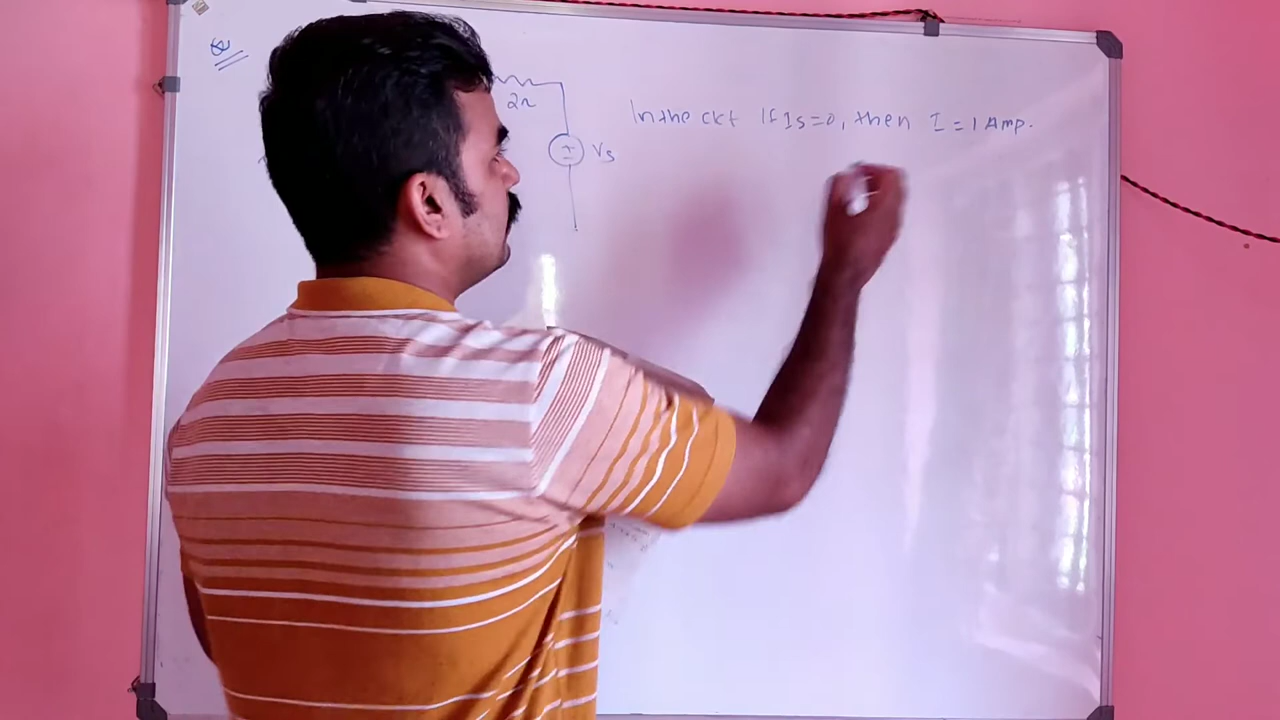 Q
2Ω
Vs
In the ckt If Is=0, then I = 1 Amp.